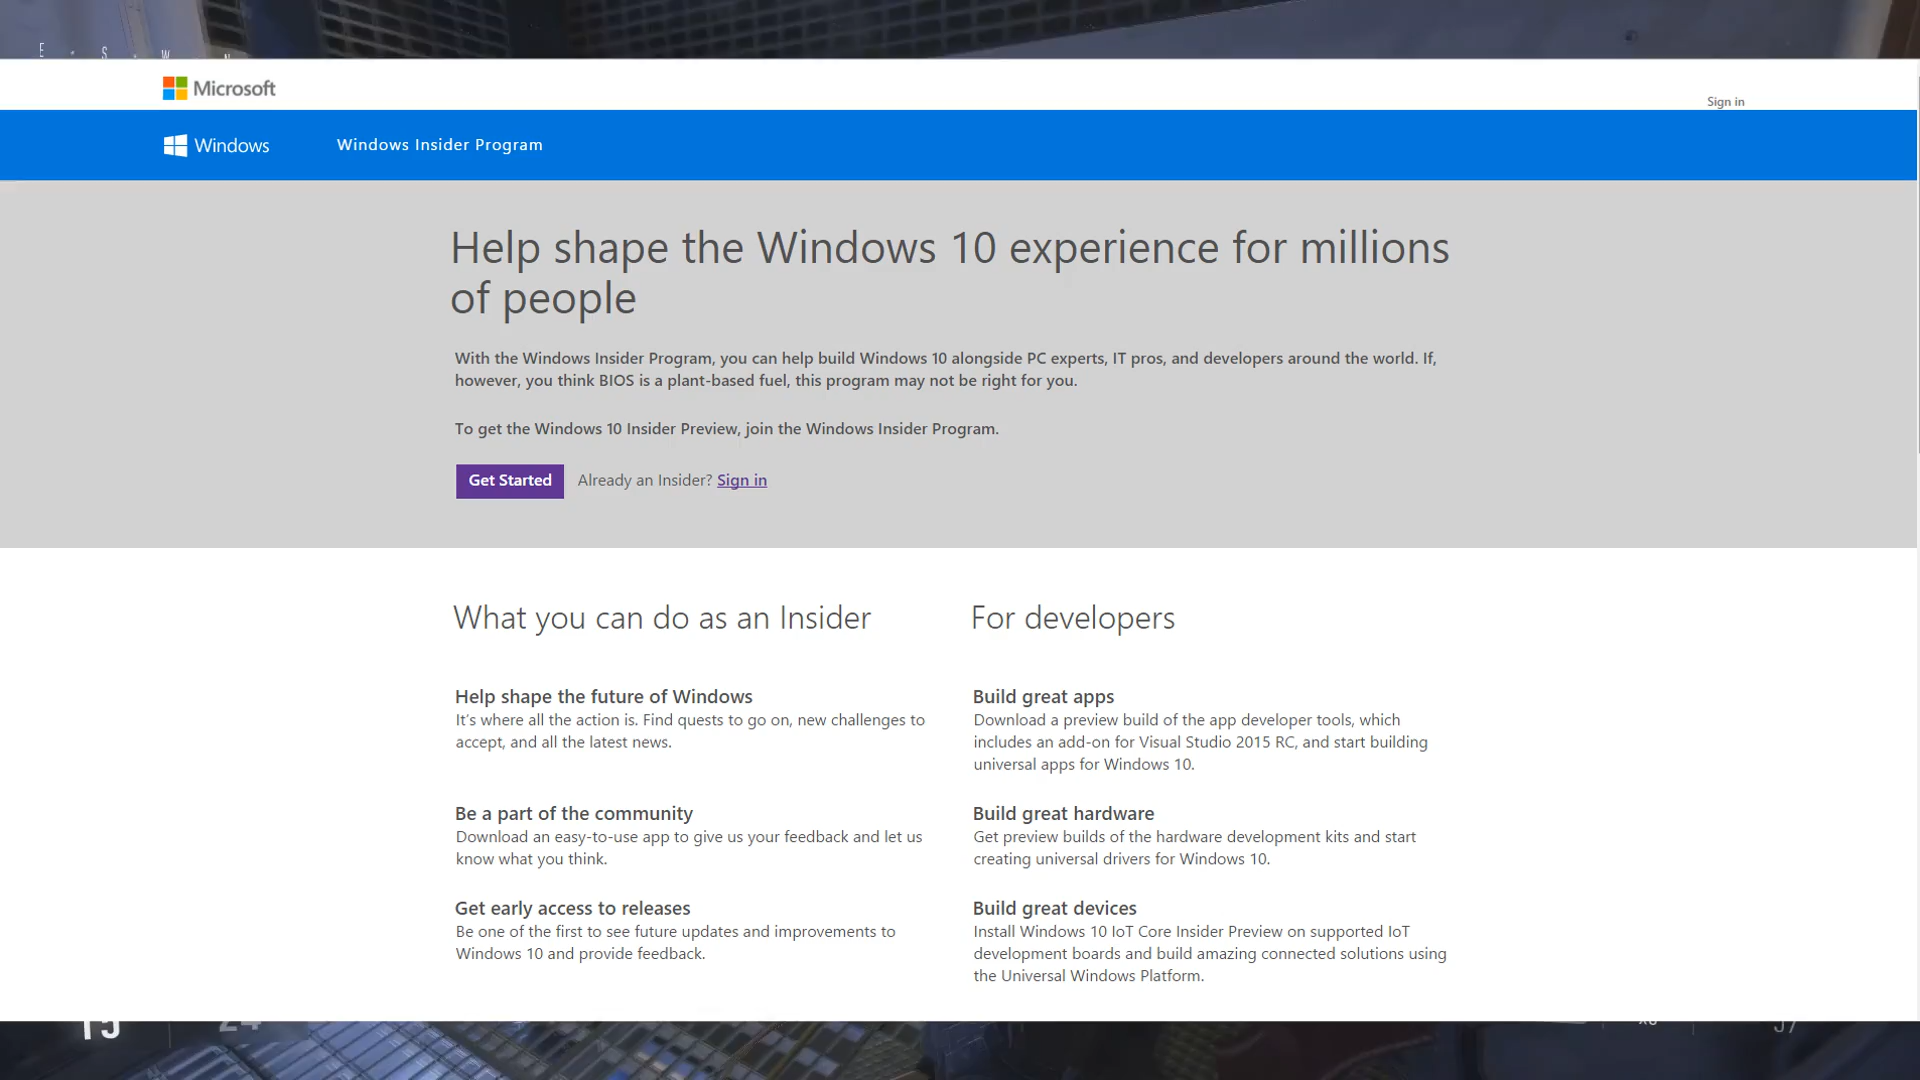 E S W N
Microsoft
Sign in
Windows
Windows Insider Program
Help shape the Windows 10 experience for millions
of people
With the Windows Insider Program, you can help build Windows 10 alongside PC experts, IT pros, and developers around the world. If,
however, you think BIOS is a plant-based fuel, this program may not be right for you.
To get the Windows 10 Insider Preview, join the Windows Insider Program.
Get Started Already an Insider? Sign in
What you can do as an Insider
Help shape the future of Windows
It's where all the action is. Find quests to go on, new challenges to
accept, and all the latest news.
Be a part of the community
Download an easy-to-use app to give us your feedback and let us
know what you think.
Get early access to releases
Be one of the first to see future updates and improvements to
Windows 10 and provide feedback.
For developers
Build great apps
Download a preview build of the app developer tools, which
includes an add-on for Visual Studio 2015 RC, and start building
universal apps for Windows 10.
Build great hardware
Get preview builds of the hardware development kits and start
creating universal drivers for Windows 10.
Build great devices
Install Windows 10 IoT Core Insider Preview on supported IoT
development boards and build amazing connected solutions using
the Universal Windows Platform.